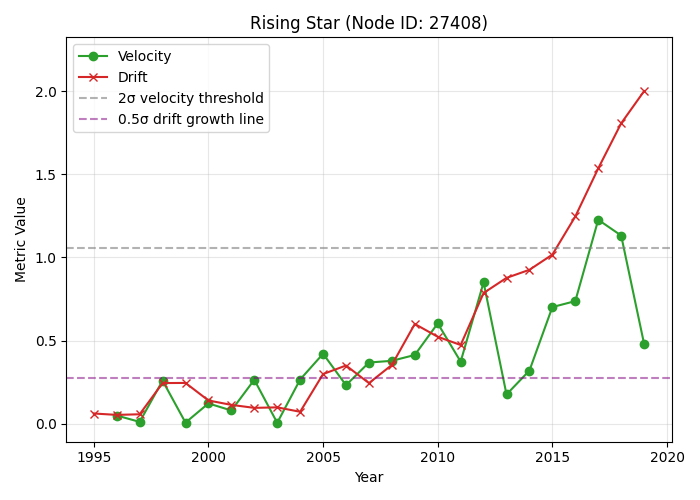 Rising Star (Node ID: 27408)
Velocity
Drift
2σ velocity threshold
0.5σ drift growth line
Metric Value
2.0
1.5
1.0
0.5
0.0
1995 2000 2005 2010 2015 2020
Year